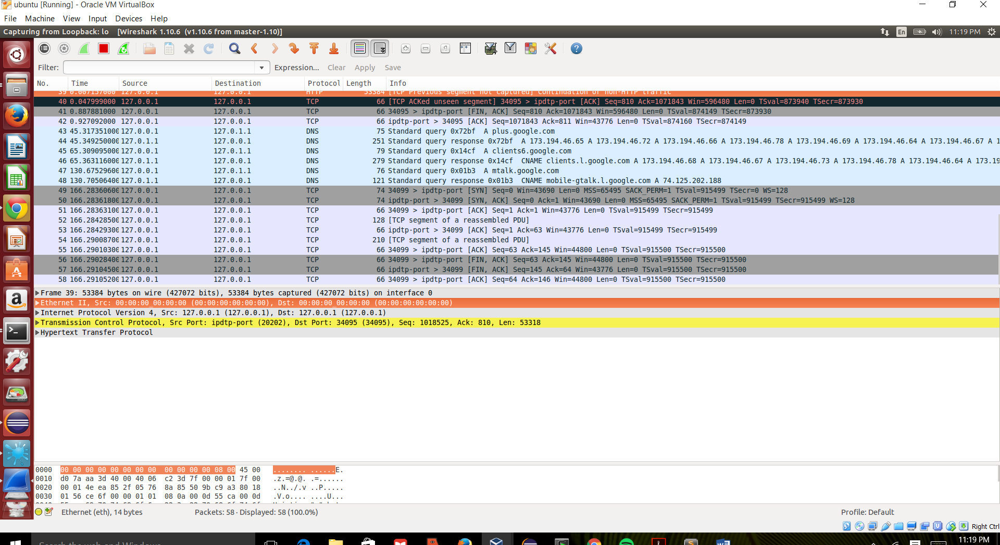 ubuntu [Running] - Oracle VM VirtualBox
File Machine View Input Devices Help
Capturing from Loopback: lo [Wireshark 1.10.6 (v1.10.6 from master-1.10)]
En 11:19 PM
Filter: Expression... Clear Apply Save
No. Time Source Destination Protocol Length Info
39 0.007157000 127.0.0.1 127.0.0.1 HTTP 53384 [TCP Previous segment not captured] Continuation or non-HTTP traffic
40 0.047999000 127.0.0.1 127.0.0.1 TCP 66 [TCP ACKed unseen segment] 34095 > ipdtp-port [ACK] Seq=810 Ack=1071843 Win=596480 Len=0 TSval=873940 TSecr=873930
41 0.887881000 127.0.0.1 127.0.0.1 TCP 66 34095 > ipdtp-port [FIN, ACK] Seq=810 Ack=1071843 Win=596480 Len=0 TSval=874149 TSecr=873930
42 0.927092000 127.0.0.1 127.0.0.1 TCP 66 ipdtp-port > 34095 [ACK] Seq=1071843 Ack=811 Win=43776 Len=0 TSval=874160 TSecr=874149
43 45.317351000 127.0.0.1 127.0.1.1 DNS 75 Standard query 0x72bf A plus.google.com
44 45.349250000 127.0.1.1 127.0.0.1 DNS 251 Standard query response 0x72bf A 173.194.46.65 A 173.194.46.72 A 173.194.46.66 A 173.194.46.78 A 173.194.46.69 A 173.194.46.64 A 173.194.46.67 A 1
45 65.309095000 127.0.0.1 127.0.1.1 DNS 79 Standard query 0x14cf A clients6.google.com
46 65.363116000 127.0.1.1 127.0.0.1 DNS 279 Standard query response 0x14cf CNAME clients.l.google.com A 173.194.46.68 A 173.194.46.67 A 173.194.46.73 A 173.194.46.78 A 173.194.46.64 A 173.19
47 130.67529600 127.0.0.1 127.0.1.1 DNS 76 Standard query 0x01b3 A mtalk.google.com
48 130.70506400 127.0.1.1 127.0.0.1 DNS 121 Standard query response 0x01b3 CNAME mobile-gtalk.l.google.com A 74.125.202.188
49 166.28360600 127.0.0.1 127.0.0.1 TCP 74 34099 > ipdtp-port [SYN] Seq=0 Win=43690 Len=0 MSS=65495 SACK_PERM=1 TSval=915499 TSecr=0 WS=128
50 166.28361800 127.0.0.1 127.0.0.1 TCP 74 ipdtp-port > 34099 [SYN, ACK] Seq=0 Ack=1 Win=43690 Len=0 MSS=65495 SACK_PERM=1 TSval=915499 TSecr=915499 WS=128
51 166.28363100 127.0.0.1 127.0.0.1 TCP 66 34099 > ipdtp-port [ACK] Seq=1 Ack=1 Win=43776 Len=0 TSval=915499 TSecr=915499
52 166.28428500 127.0.0.1 127.0.0.1 TCP 128 [TCP segment of a reassembled PDU]
53 166.28429300 127.0.0.1 127.0.0.1 TCP 66 ipdtp-port > 34099 [ACK] Seq=1 Ack=63 Win=43776 Len=0 TSval=915499 TSecr=915499
54 166.29008700 127.0.0.1 127.0.0.1 TCP 210 [TCP segment of a reassembled PDU]
55 166.29010300 127.0.0.1 127.0.0.1 TCP 66 34099 > ipdtp-port [ACK] Seq=63 Ack=145 Win=44800 Len=0 TSval=915500 TSecr=915500
56 166.29028400 127.0.0.1 127.0.0.1 TCP 66 34099 > ipdtp-port [FIN, ACK] Seq=63 Ack=145 Win=44800 Len=0 TSval=915500 TSecr=915500
57 166.29104500 127.0.0.1 127.0.0.1 TCP 66 ipdtp-port > 34099 [FIN, ACK] Seq=145 Ack=64 Win=43776 Len=0 TSval=915500 TSecr=915500
58 166.29105200 127.0.0.1 127.0.0.1 TCP 66 34099 > ipdtp-port [ACK] Seq=64 Ack=146 Win=44800 Len=0 TSval=915500 TSecr=915500
Frame 39: 53384 bytes on wire (427072 bits), 53384 bytes captured (427072 bits) on interface 0
Ethernet II, Src: 00:00:00_00:00:00 (00:00:00:00:00:00), Dst: 00:00:00_00:00:00 (00:00:00:00:00:00)
Internet Protocol Version 4, Src: 127.0.0.1 (127.0.0.1), Dst: 127.0.0.1 (127.0.0.1)
Transmission Control Protocol, Src Port: ipdtp-port (20202), Dst Port: 34095 (34095), Seq: 1018525, Ack: 810, Len: 53318
Hypertext Transfer Protocol
0000 00 00 00 00 00 00 00 00 00 00 00 00 08 00 45 00 ........ ......E.
0010 d0 7a aa 3d 40 00 40 06 c2 3d 7f 00 00 01 7f 00 .z.=@.@. .=......
0020 00 01 4e ea 85 2f 05 76 8a 85 50 9b c9 a3 80 18 ..N../.v ..P.....
0030 01 56 ce 6f 00 00 01 01 08 0a 00 0d 55 ca 00 0d .V.o.... ....U...
Ethernet (eth), 14 bytes Packets: 58 · Displayed: 58 (100.0%) Profile: Default
Right Ctrl
Search the web and Windows
11:19 PM